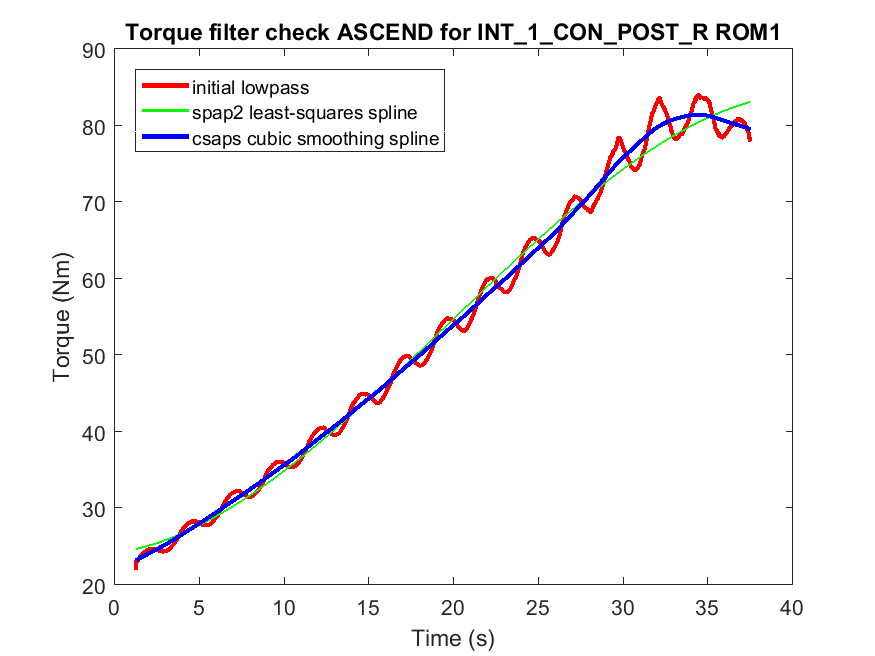 Torque filter check ASCEND for INT_1_CON_POST_R ROM1
90
80
70
60
50
40
30
20
Torque (Nm)
initial lowpass
spap2 least-squares spline
csaps cubic smoothing spline
0 5 10 15 20 25 30 35 40
Time (s)